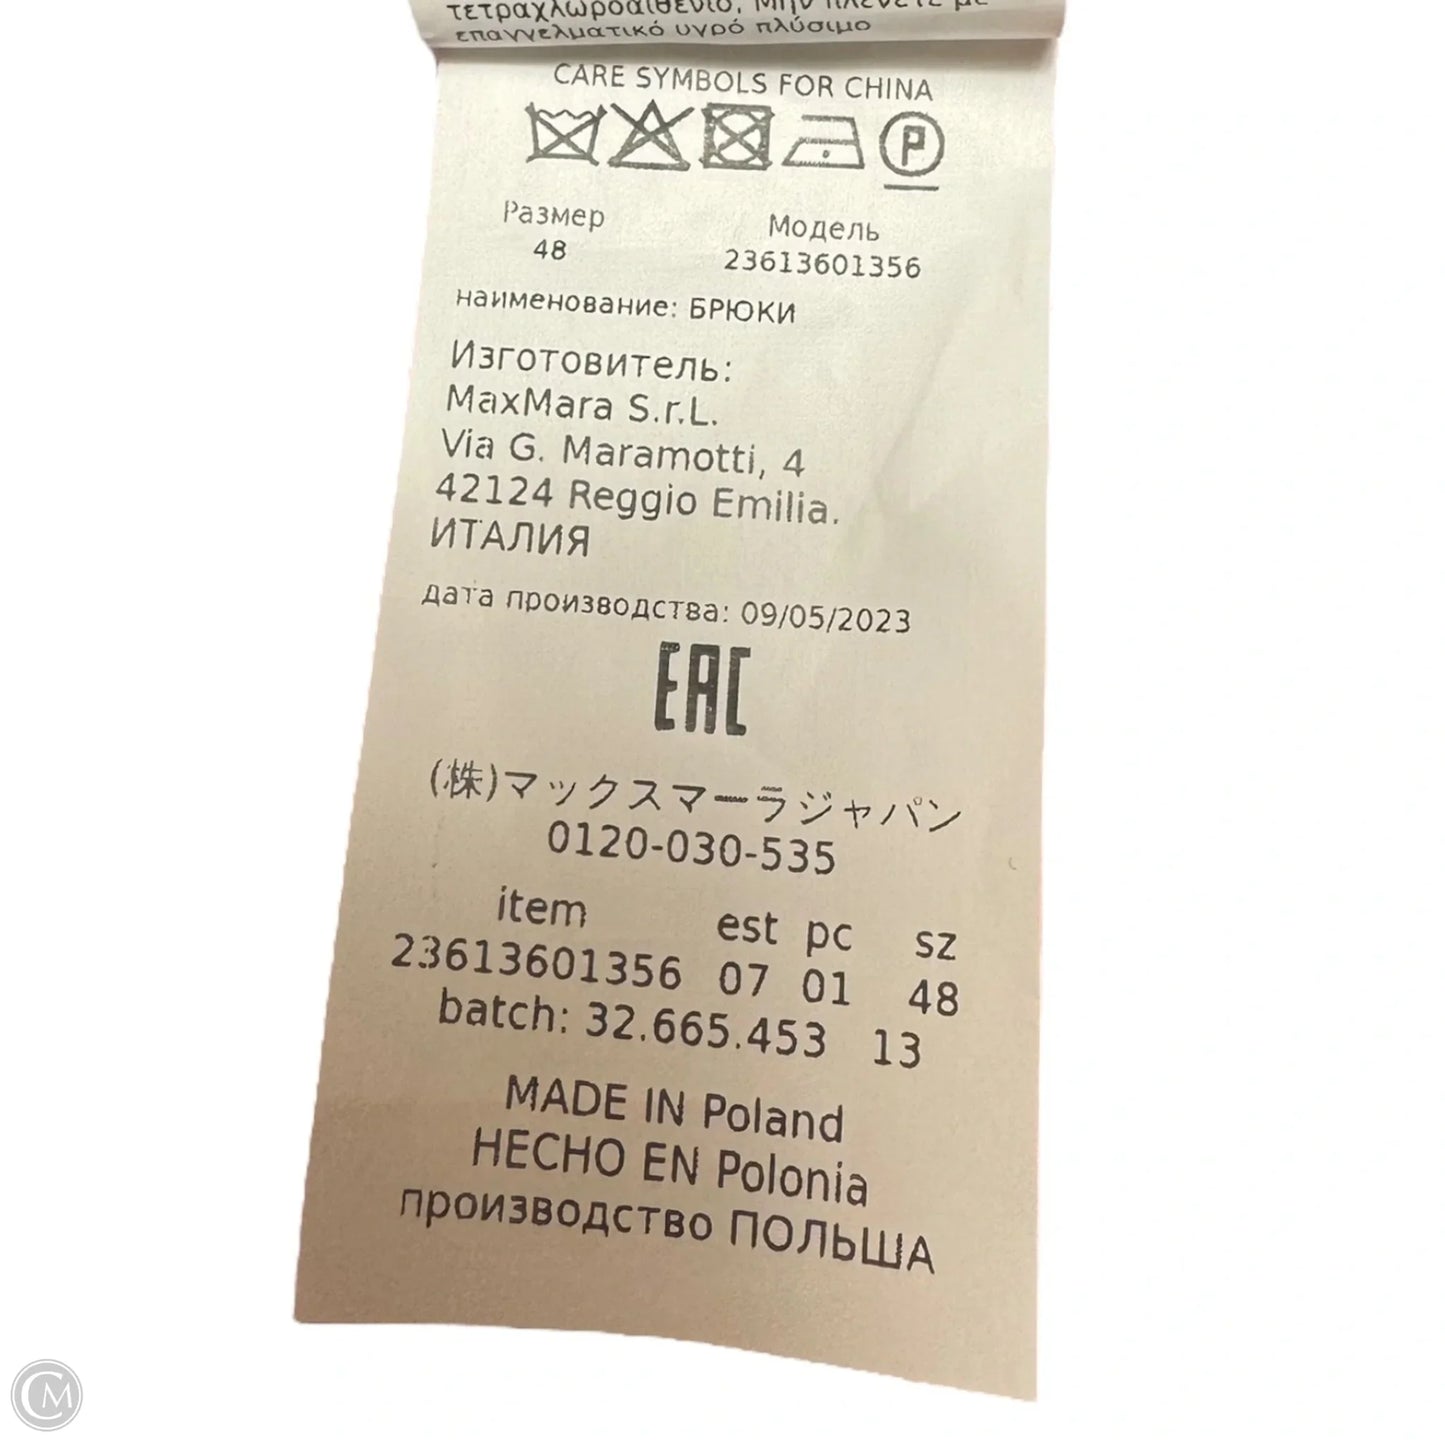 τετραχλωροαιθένιο. Μην πλένετε με
επαγγελματικό υγρό πλύσιμο
CARE SYMBOLS FOR CHINA
P
Размер Модель
48 23613601356
наименование: БРЮКИ
Изготовитель:
MaxMara S.r.L.
Via G. Maramotti, 4
42124 Reggio Emilia.
ИТАЛИЯ
дата производства: 09/05/2023
EAC
(株)マックスマーラジャパン
0120-030-535
item est pc sz
23613601356 07 01 48
batch: 32.665.453 13
MADE IN Poland
HECHO EN Polonia
производство ПОЛЬША
CM